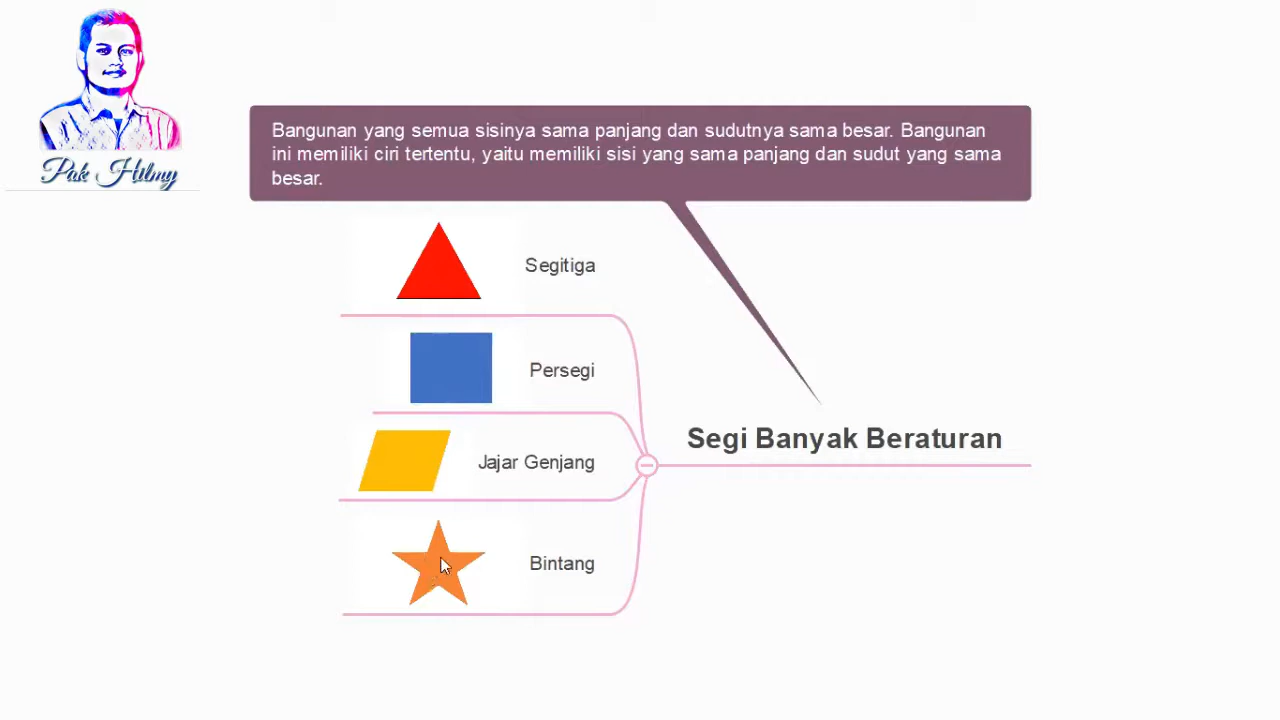 Pak Hilmy
Bangunan yang semua sisinya sama panjang dan sudutnya sama besar. Bangunan
ini memiliki ciri tertentu, yaitu memiliki sisi yang sama panjang dan sudut yang sama
besar.
Segitiga
Persegi
Jajar Genjang
Bintang
Segi Banyak Beraturan